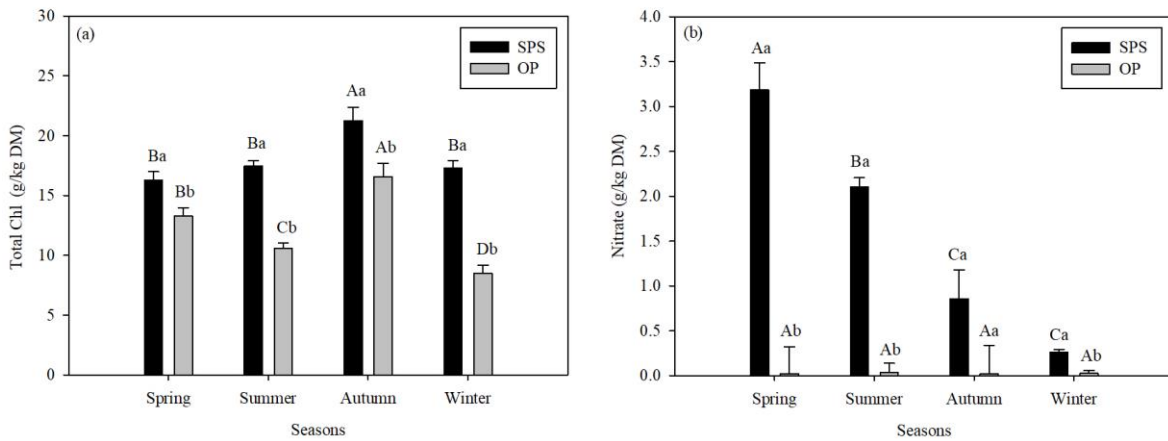 (a)
SPS
OP
Total Chl (g/kg DM)
30
25
20
15
10
5
0
Ba
Bb
Ba
Cb
Aa
Ab
Ba
Db
Spring
Summer
Autumn
Winter
Seasons
(b)
SPS
OP
Nitrate (g/kg DM)
4.0
3.5
3.0
2.5
2.0
1.5
1.0
0.5
0.0
Aa
Ab
Ba
Ab
Ca
Aa
Ca
Ab
Spring
Summer
Autumn
Winter
Seasons